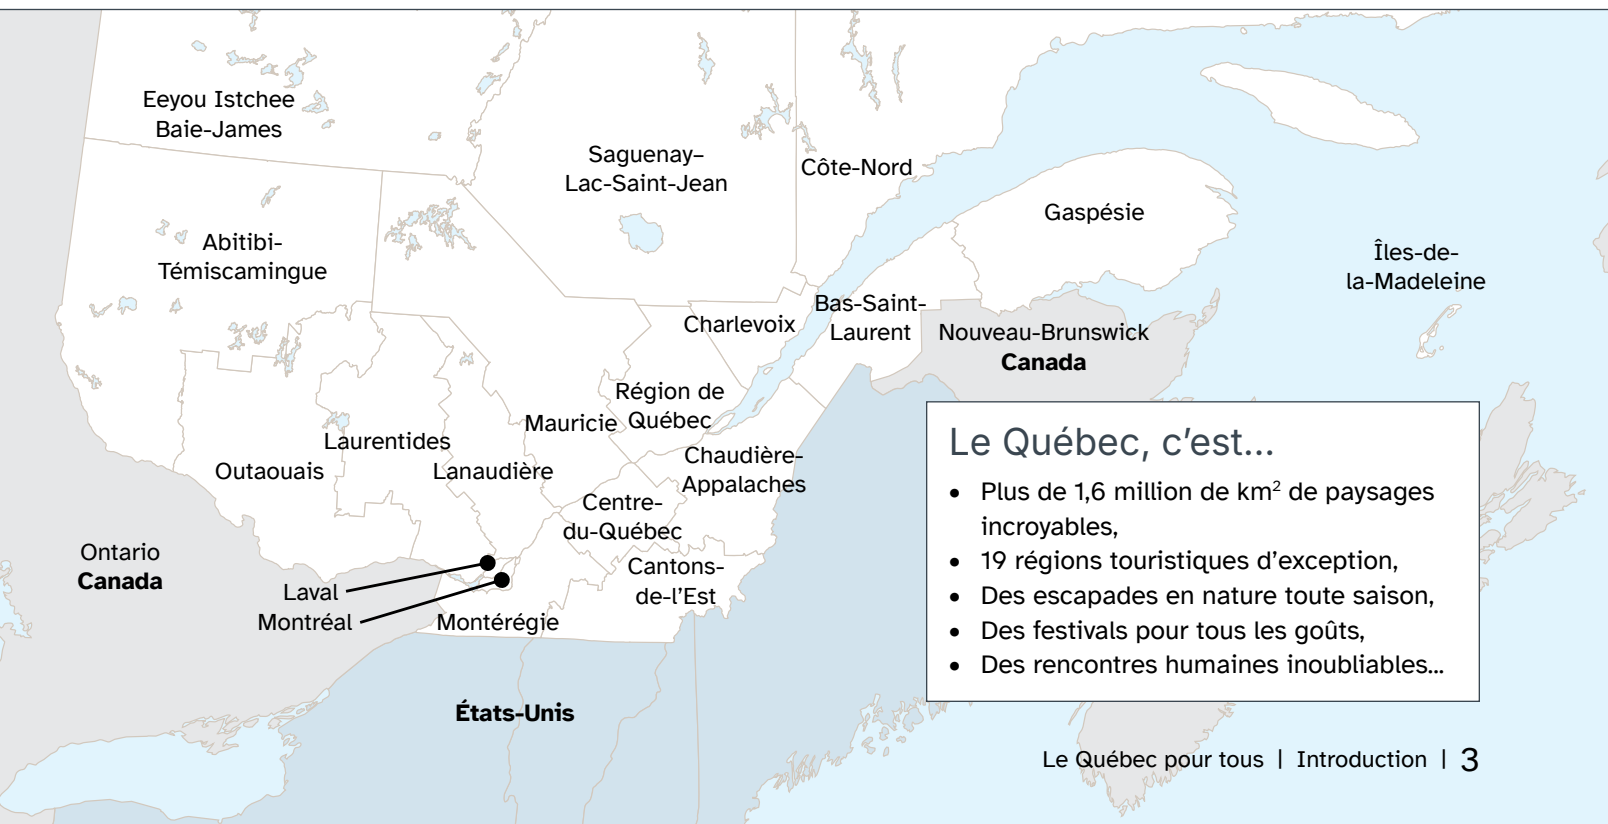 Eeyou Istchee
Baie-James
Saguenay–
Lac-Saint-Jean
Côte-Nord
Gaspésie
Abitibi-
Témiscamingue
Îles-de-
la-Madeleine
Charlevoix
Bas-Saint-
Laurent
Nouveau-Brunswick
Canada
Région de
Québec
Mauricie
Laurentides
Outaouais
Lanaudière
Chaudière-
Appalaches
Centre-
du-Québec
Cantons-
de-l’Est
Ontario
Canada
Laval
Montréal
Montérégie
États-Unis
Le Québec, c’est...
• Plus de 1,6 million de km² de paysages
incroyables,
• 19 régions touristiques d’exception,
• Des escapades en nature toute saison,
• Des festivals pour tous les goûts,
• Des rencontres humaines inoubliables...
Le Québec pour tous | Introduction | 3